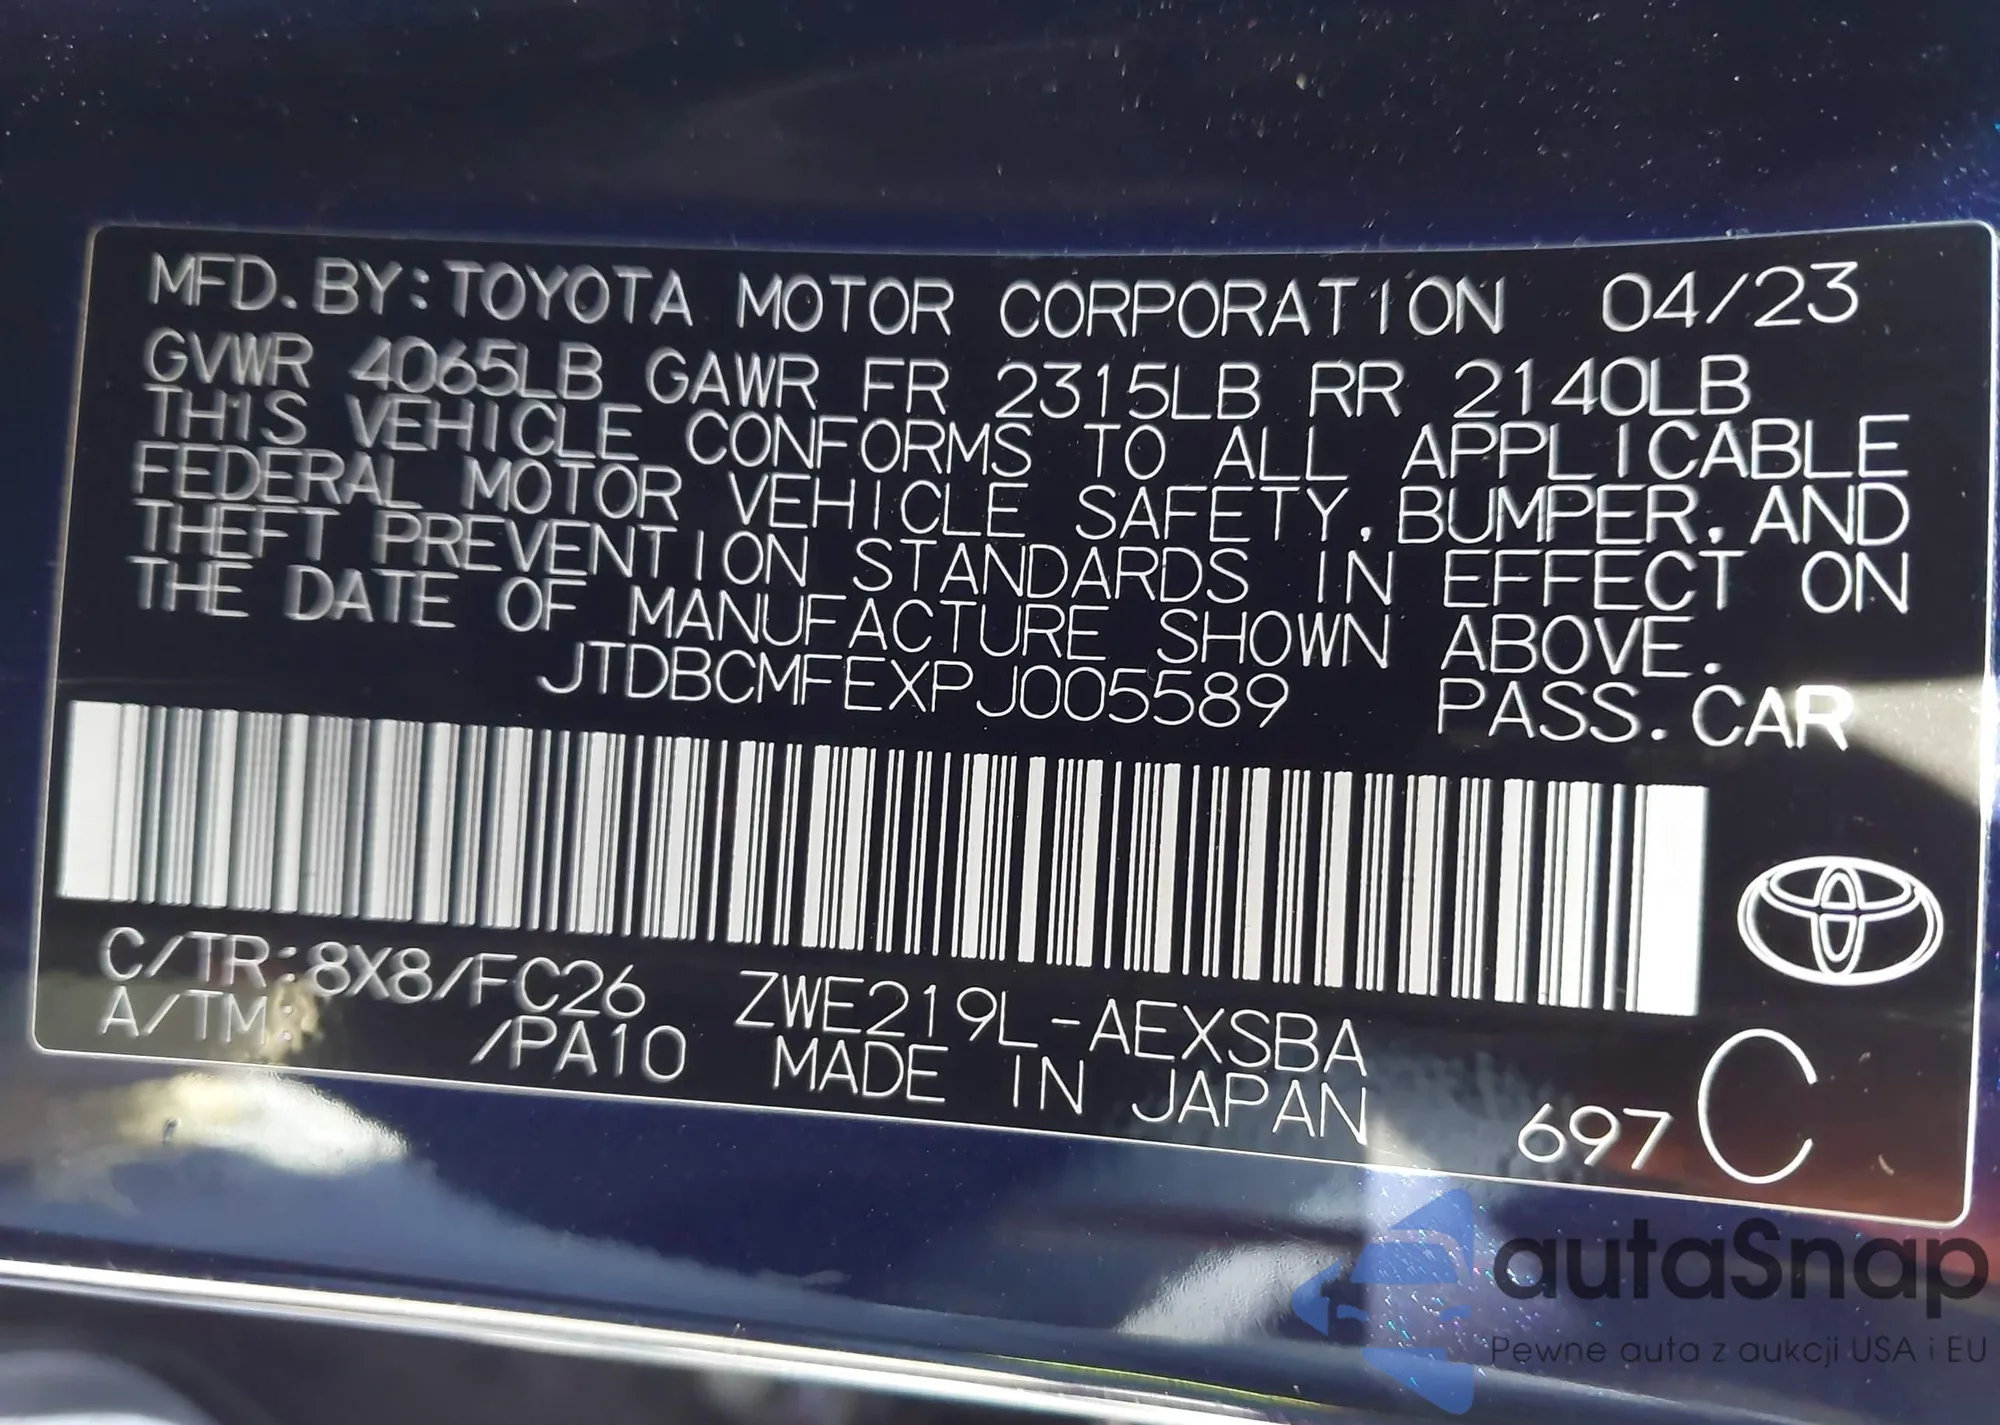 MFD. BY: TOYOTA MOTOR CORPORATION 04/23
GVWR 4065LB GAWR FR 2315LB RR 2140LB
THIS VEHICLE CONFORMS TO ALL APPLICABLE
FEDERAL MOTOR VEHICLE SAFETY, BUMPER, AND
THEFT PREVENTION STANDARDS IN EFFECT ON
THE DATE OF MANUFACTURE SHOWN ABOVE.
JTDBCMFEXPJ005589 PASS. CAR
C/TR: 8X8/FC26 ZWE219L-AEXSBA
A/TM: /PA10 MADE IN JAPAN 697 C
autaSnap
Pewne auta z aukcji USA i EU